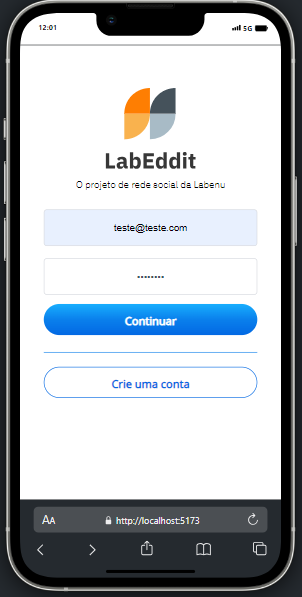 12:01
5G
LabEddit
O projeto de rede social da Labenu
teste@teste.com
Continuar
Crie uma conta
AA
http://localhost:5173